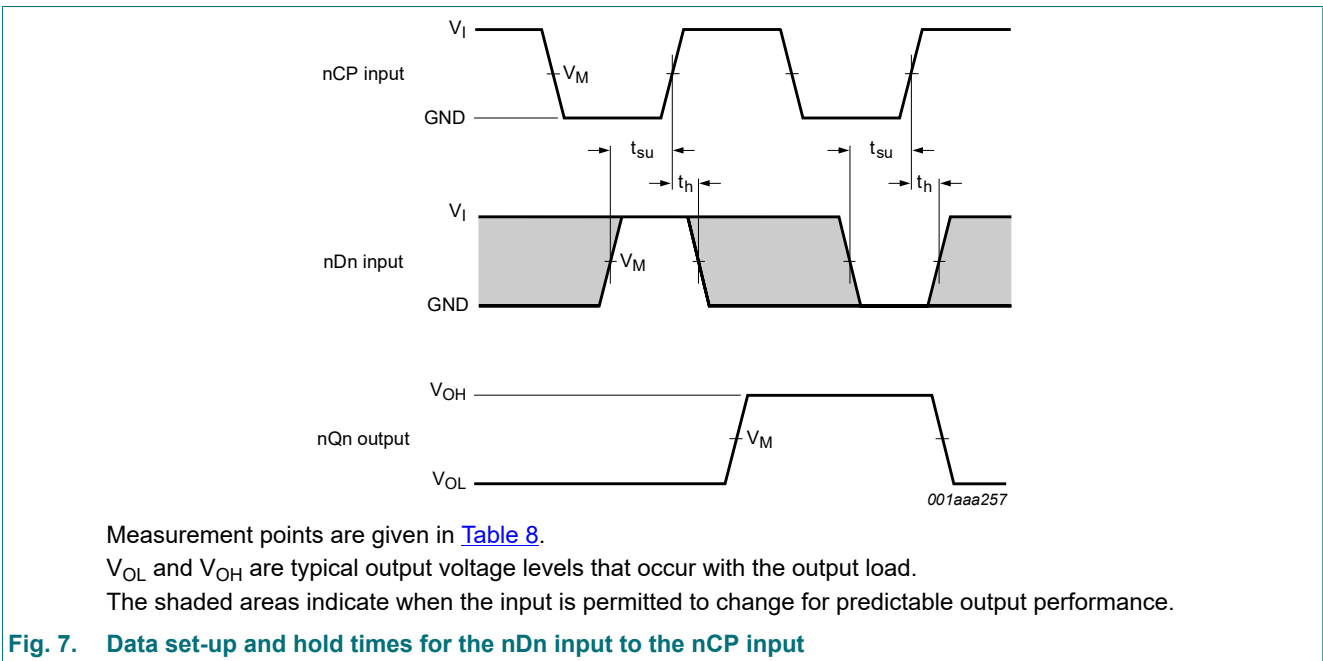 V_I
nCP input
V_M
GND
t_su
t_su
t_h
t_h
V_I
nDn input
V_M
GND
V_OH
nQn output
V_M
V_OL
001aaa257
Measurement points are given in Table 8.
V_OL and V_OH are typical output voltage levels that occur with the output load.
The shaded areas indicate when the input is permitted to change for predictable output performance.
Fig. 7. Data set-up and hold times for the nDn input to the nCP input